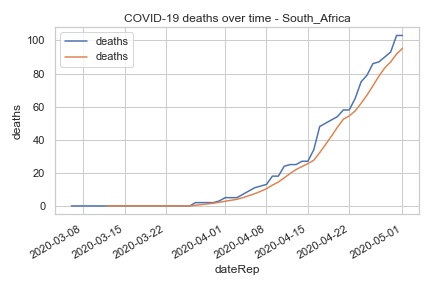 COVID-19 deaths over time - South_Africa
deaths
deaths
deaths
100
80
60
40
20
0
2020-03-08
2020-03-15
2020-03-22
2020-04-01
2020-04-08
2020-04-15
2020-04-22
2020-05-01
dateRep